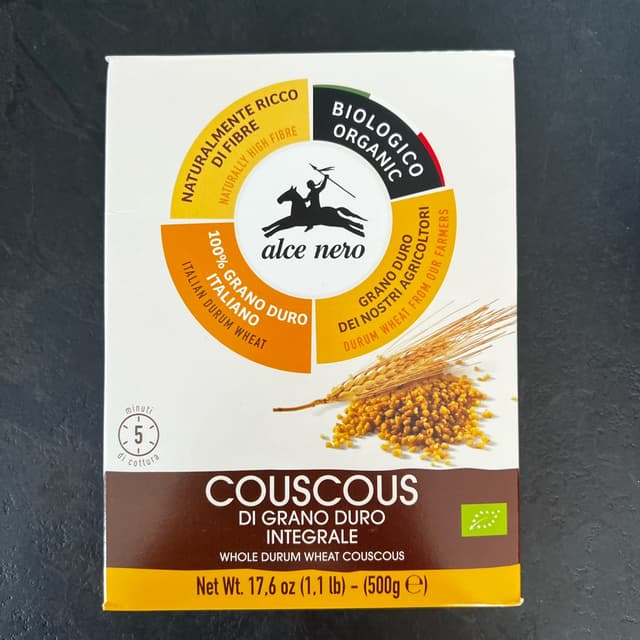 NATURALMENTE RICCO
DI FIBRE
NATURALLY HIGH FIBRE
BIOLOGICO
ORGANIC
alce nero
100% GRANO DURO
ITALIANO
ITALIAN DURUM WHEAT
GRANO DURO
DEI NOSTRI AGRICOLTORI
DURUM WHEAT FROM OUR FARMERS
minuti
5
di cottura
COUSCOUS
DI GRANO DURO
INTEGRALE
WHOLE DURUM WHEAT COUSCOUS
Net Wt. 17,6 oz (1,1 lb) – (500g ℮)